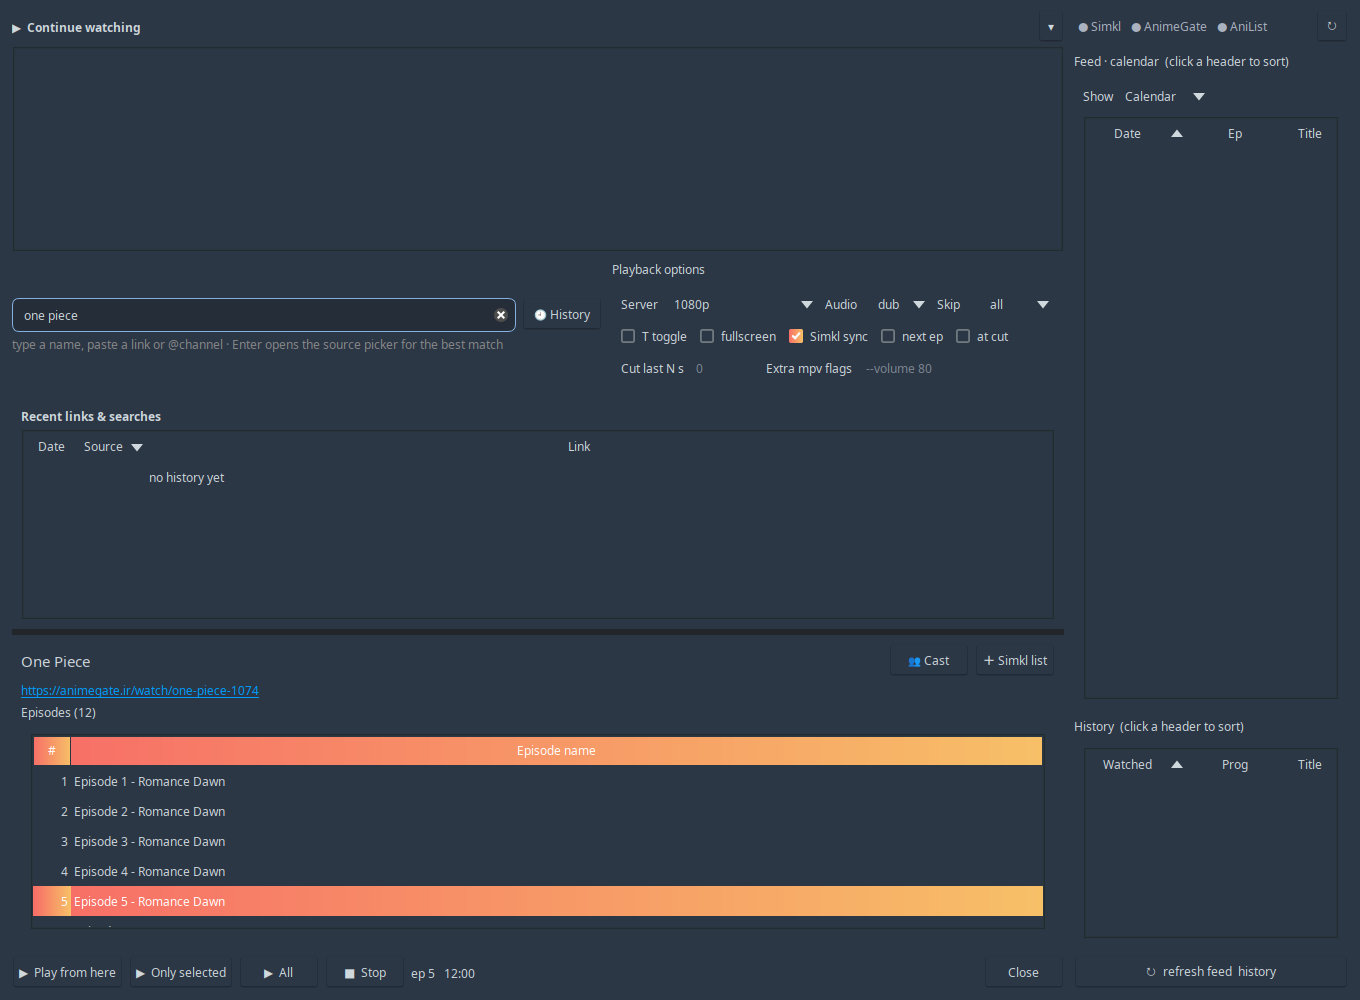 ▶ Continue watching
▼
● Simkl ● AnimeGate ● AniList
↻
Feed · calendar (click a header to sort)
Show Calendar
Date Ep Title
Playback options
one piece
🕘 History
type a name, paste a link or @channel · Enter opens the source picker for the best match
Server 1080p Audio dub Skip all
T toggle fullscreen Simkl sync next ep at cut
Cut last N s 0 Extra mpv flags --volume 80
Recent links & searches
Date Source Link
no history yet
One Piece
👥 Cast
+ Simkl list
https://animegate.ir/watch/one-piece-1074
Episodes (12)
# Episode name
1 Episode 1 - Romance Dawn
2 Episode 2 - Romance Dawn
3 Episode 3 - Romance Dawn
4 Episode 4 - Romance Dawn
5 Episode 5 - Romance Dawn
History (click a header to sort)
Watched Prog Title
▶ Play from here ▶ Only selected ▶ All ■ Stop ep 5 12:00
Close
↻ refresh feed history